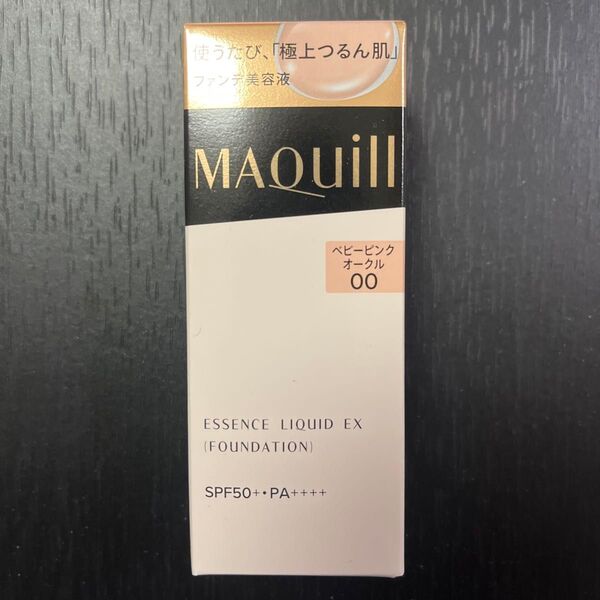 使うたび、「極上つるん肌」
ファンデ美容液
MAQuill
ベビーピンク
オークル
00
ESSENCE LIQUID EX
(FOUNDATION)
SPF50+・PA++++